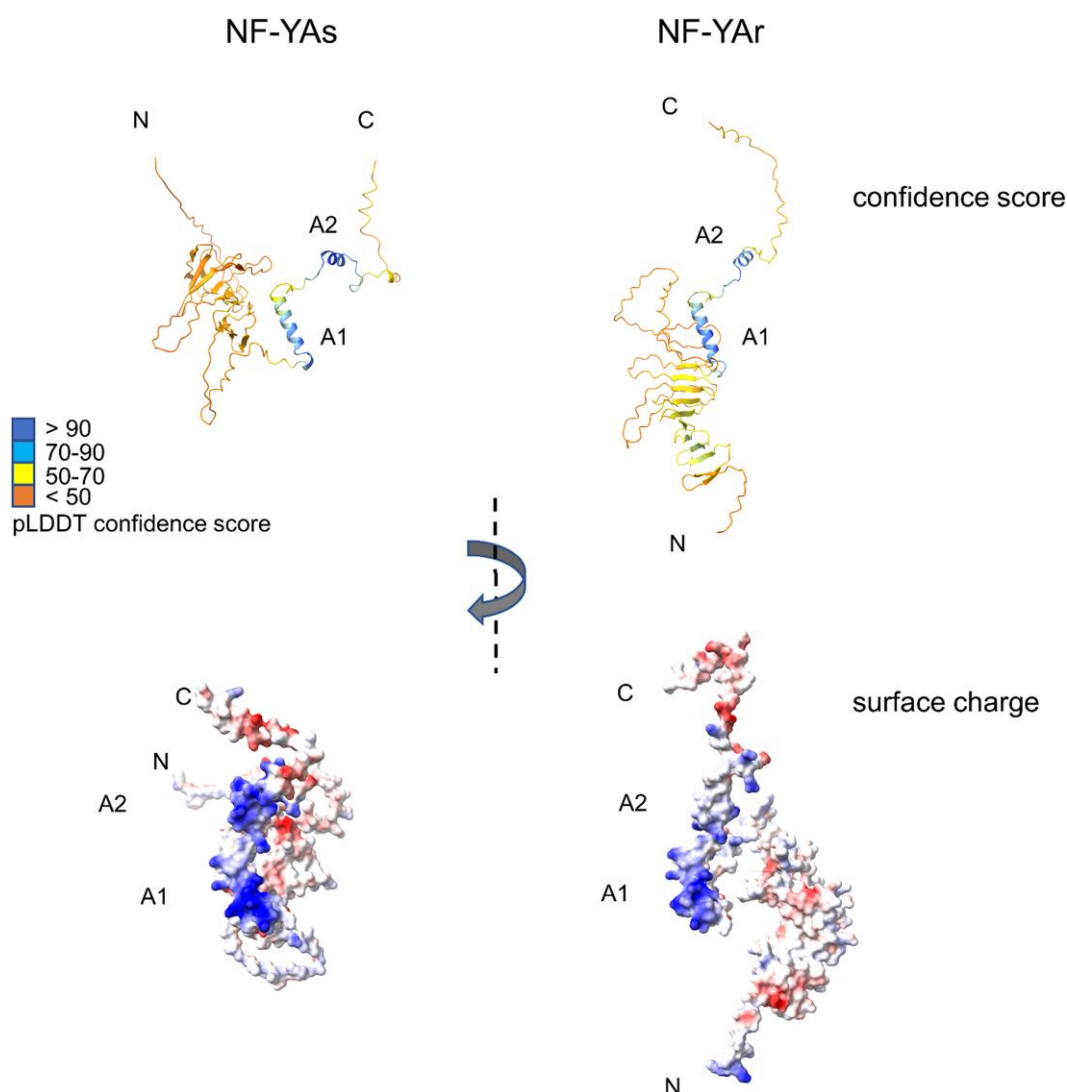 NF-YAs
NF-YAr
N
C
C
A2
A2
confidence score
A1
A1
> 90
70-90
50-70
< 50
pLDDT confidence score
N
C
C
surface charge
N
A2
A2
A1
A1
N